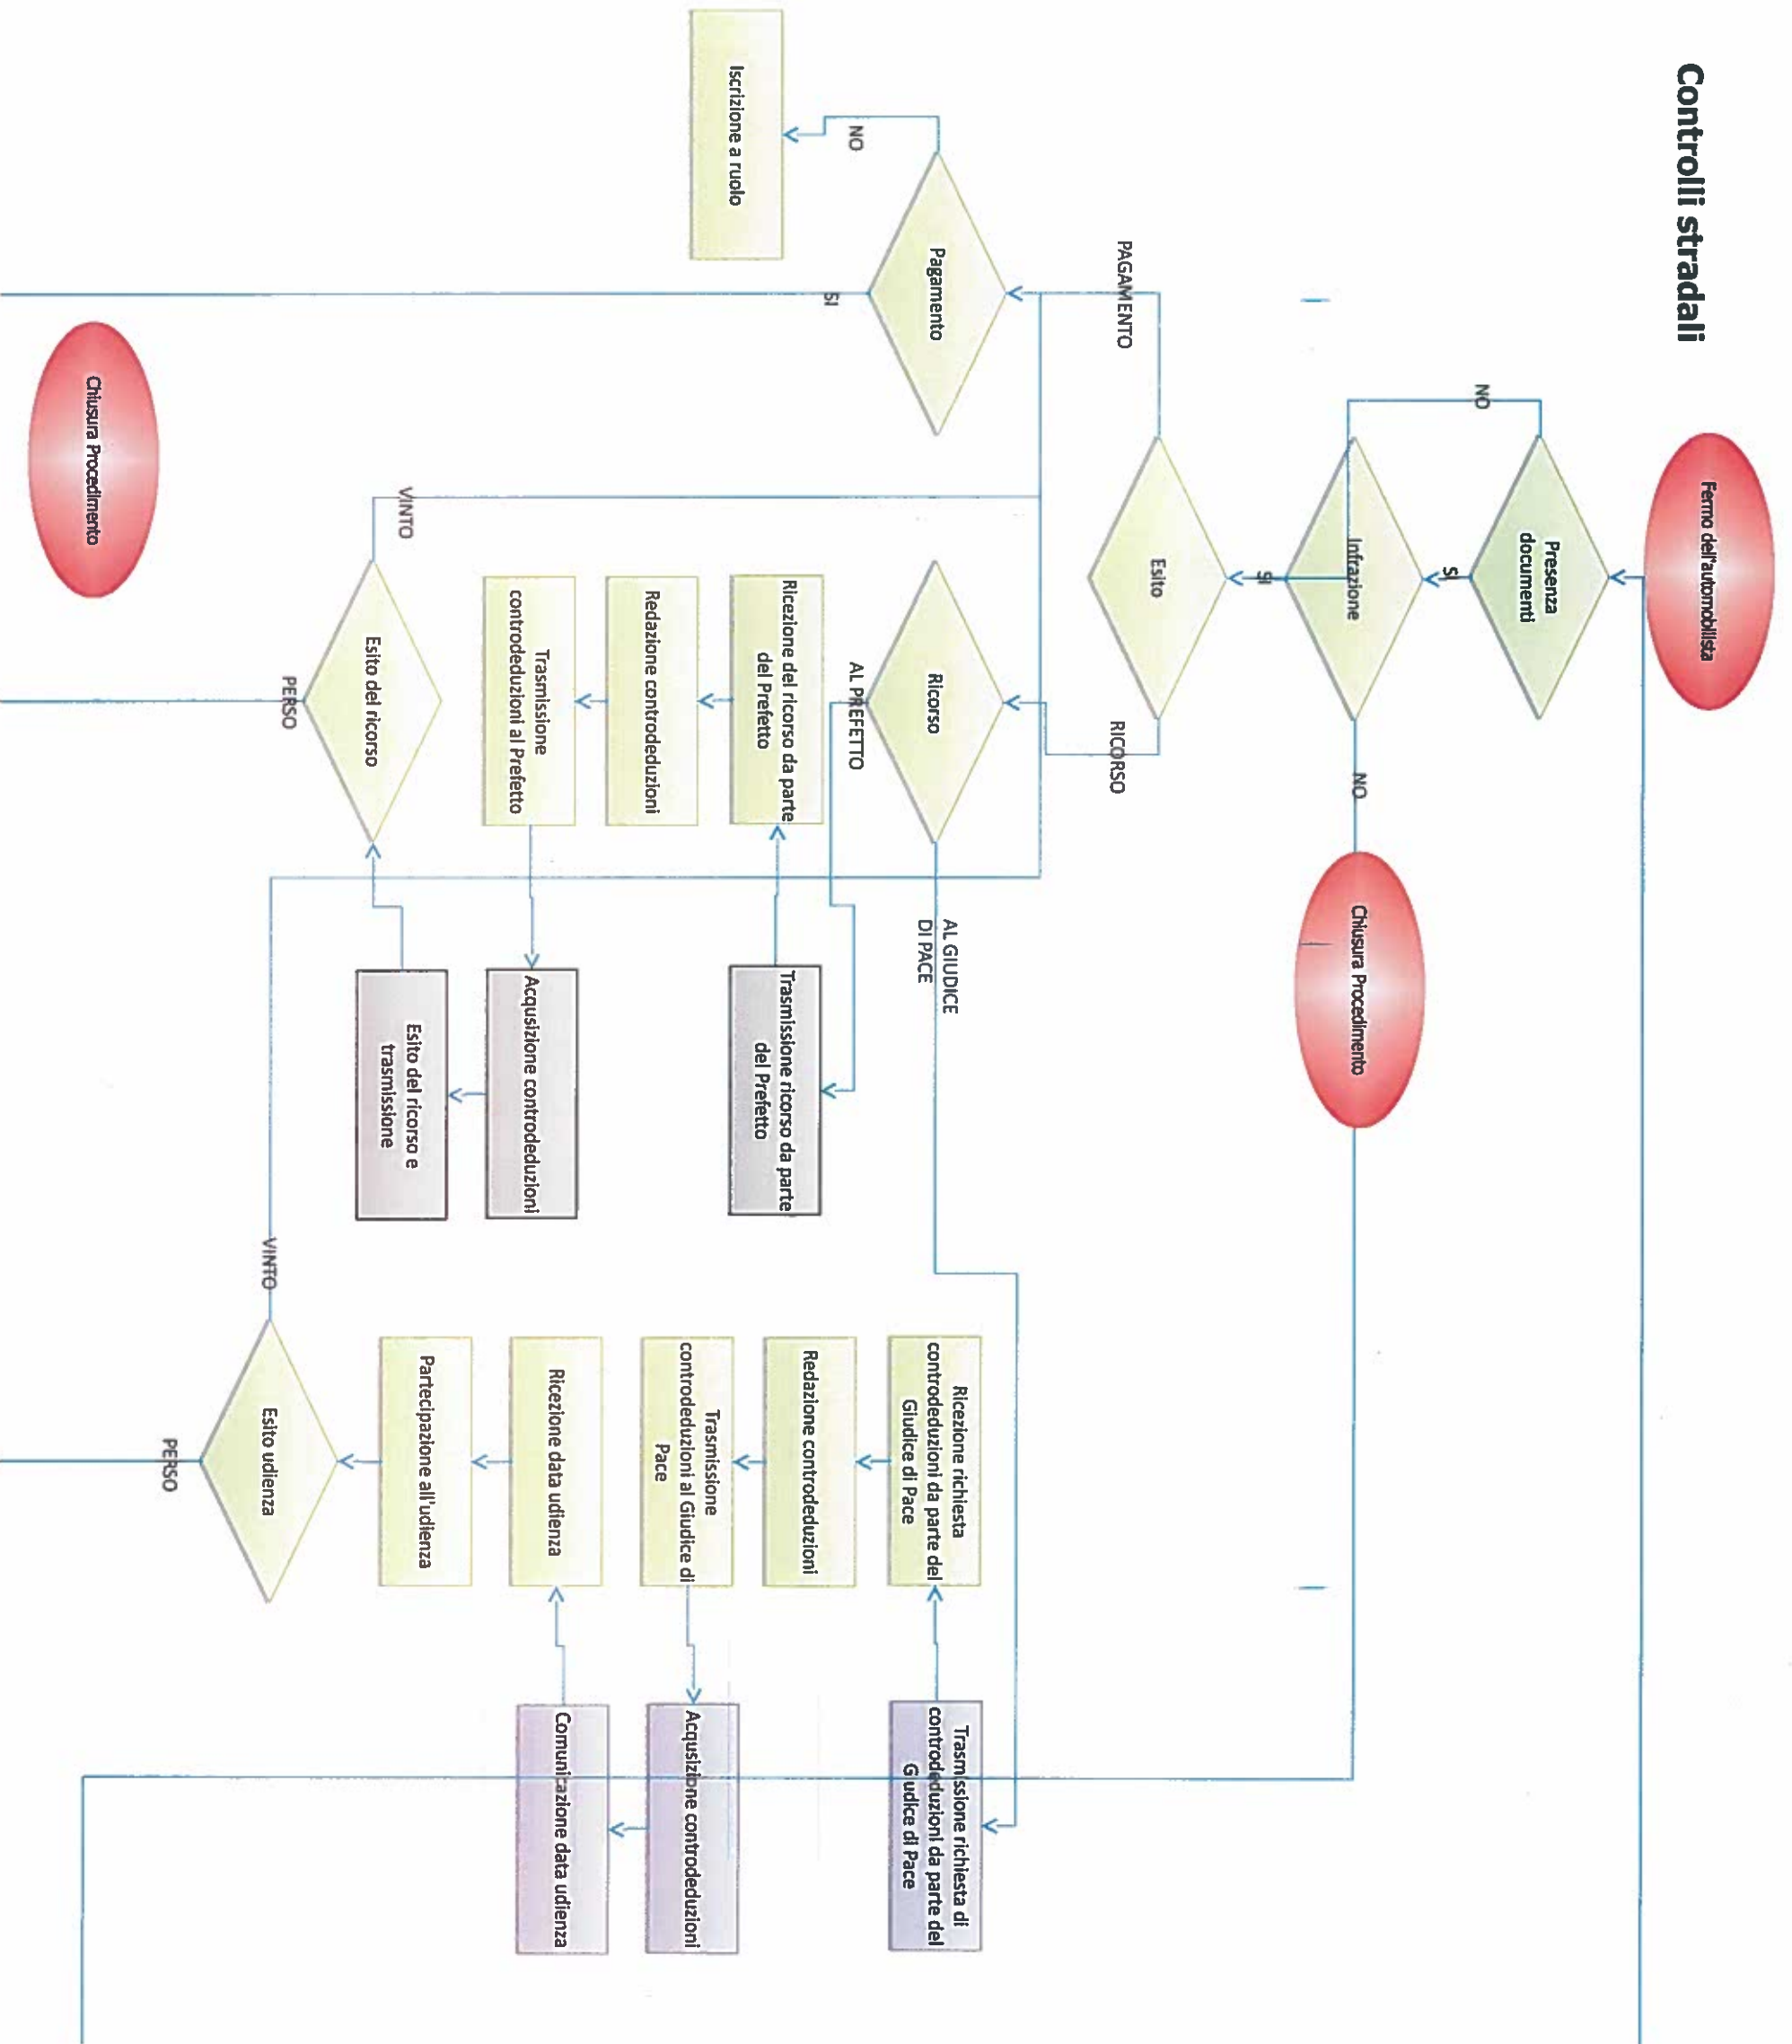 Controlli stradali
Fermo dell'automobilista
Presenza
documenti
NO
SI
Infrazione
NO
Chiusura Procedimento
SI
Esito
PAGAMENTO
RICORSO
Pagamento
NO
SI
Iscrizione a ruolo
Ricorso
AL PREFETTO
AL GIUDICE
DI PACE
Ricezione del ricorso da parte
del Prefetto
Trasmissione ricorso da parte
del Prefetto
Redazione controdeduzioni
Trasmissione
controdeduzioni al Prefetto
Acqusizione controdeduzioni
Esito del ricorso e
trasmissione
Esito del ricorso
VINTO
PERSO
Ricezione richiesta
controdeduzioni da parte del
Giudice di Pace
Trasmissione richiesta di
controdeduzioni da parte del
Giudice di Pace
Redazione controdeduzioni
Trasmissione
controdeduzioni al Giudice di
Pace
Acqusizione controdeduzioni
Ricezione data udienza
Comunicazione data udienza
Partecipazione all'udienza
Esito udienza
VINTO
PERSO
Chiusura Procedimento